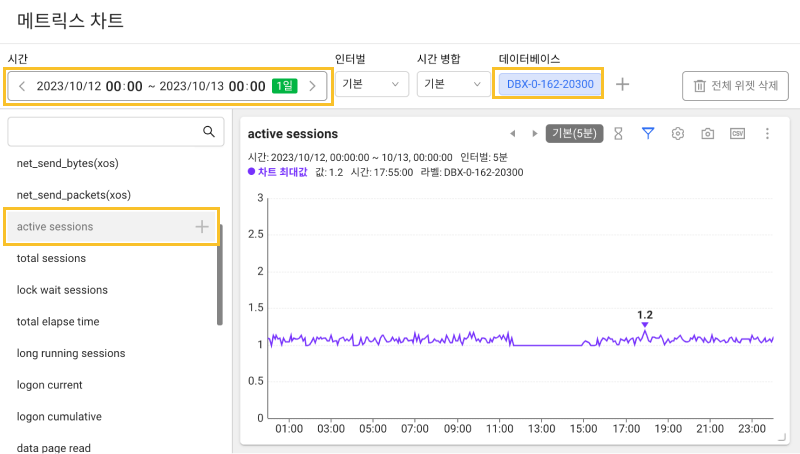 메트릭스 차트
시간
인터벌
시간 병합
데이터베이스
2023/10/12 00:00 ~ 2023/10/13 00:00 1일
기본
기본
DBX-0-162-20300
전체 위젯 삭제
net_send_bytes(xos)
net_send_packets(xos)
active sessions
total sessions
lock wait sessions
total elapse time
long running sessions
logon current
logon cumulative
data page read
active sessions
기본(5분)
CSV
시간: 2023/10/12, 00:00:00 ~ 10/13, 00:00:00 인터벌: 5분
차트 최대값 값: 1.2 시간: 17:55:00 라벨: DBX-0-162-20300
3
2.5
2
1.5
1
0.5
0
1.2
01:00 03:00 05:00 07:00 09:00 11:00 13:00 15:00 17:00 19:00 21:00 23:00